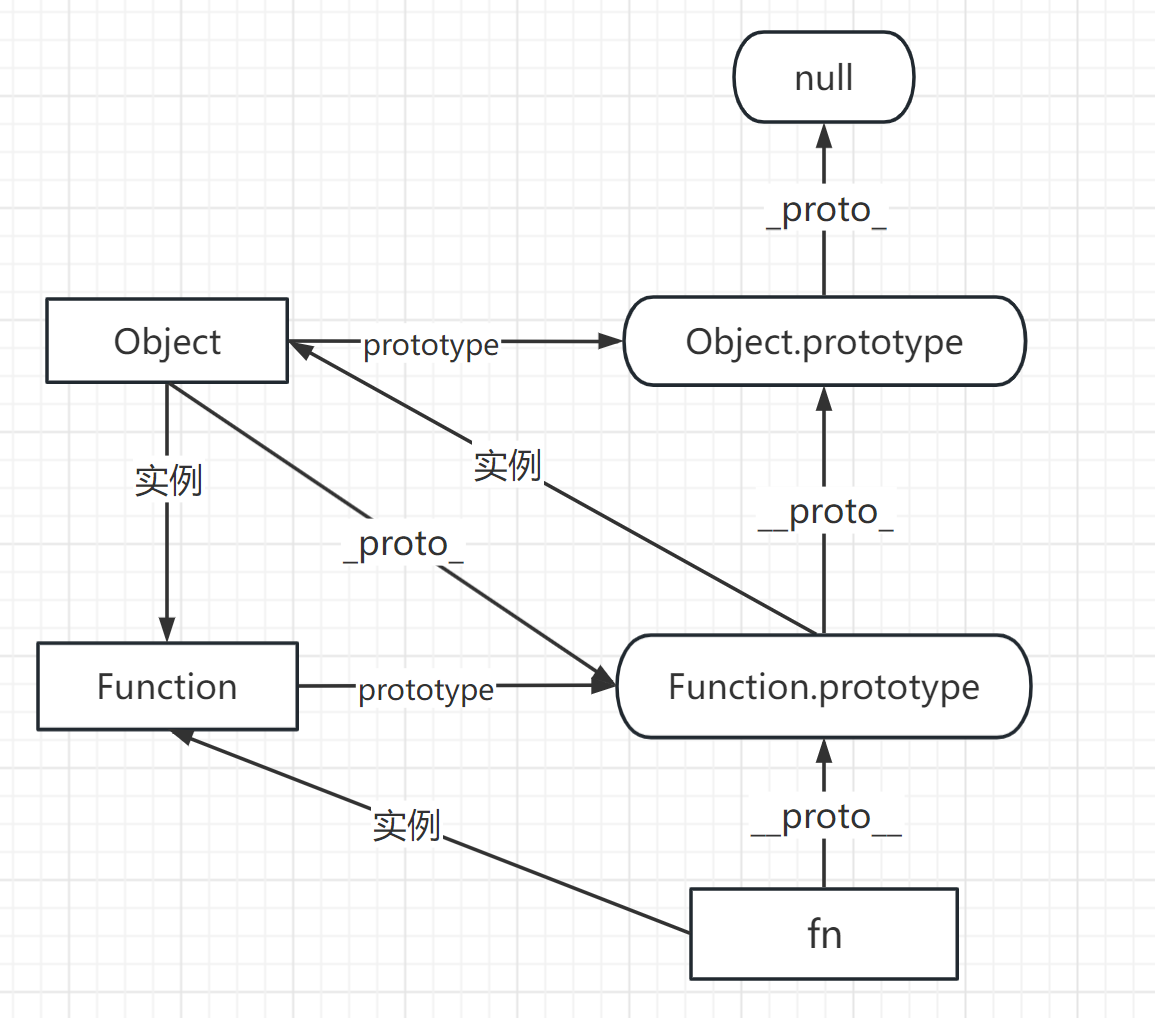 null
_proto_
Object
prototype
Object.prototype
实例
实例
__proto_
_proto_
Function
prototype
Function.prototype
实例
__proto__
fn